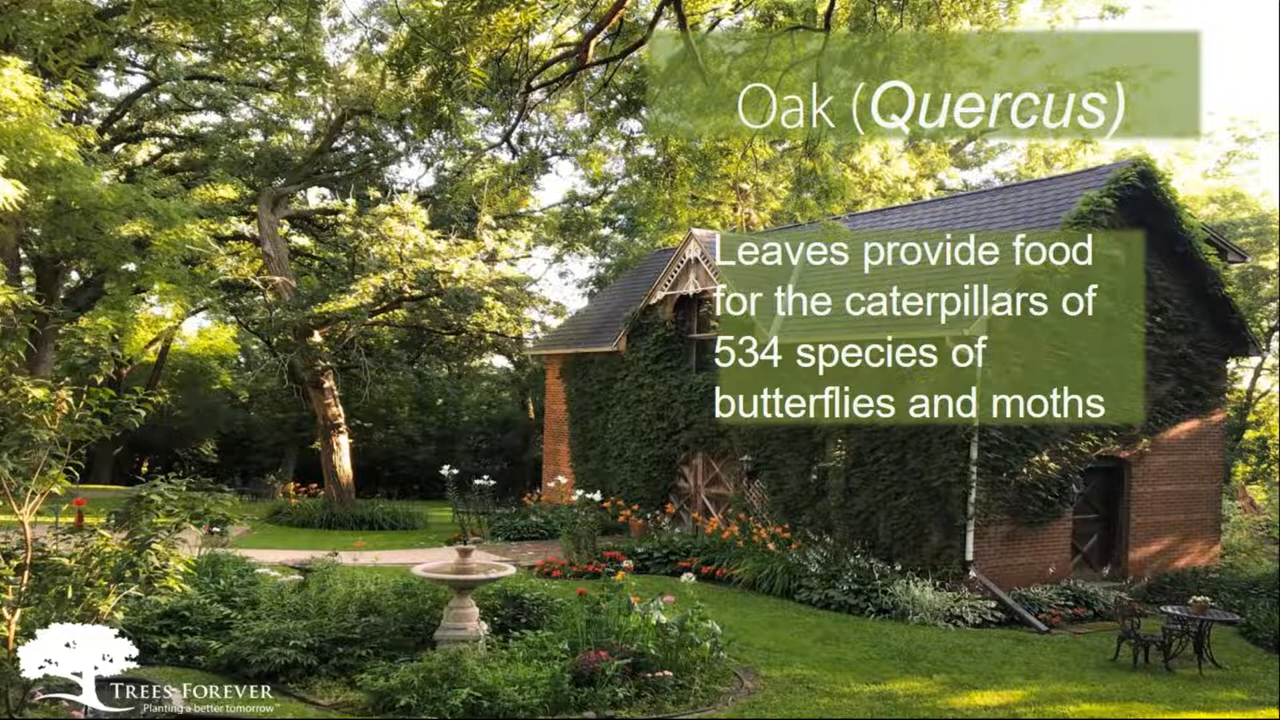 Oak (Quercus)
Leaves provide food
for the caterpillars of
534 species of
butterflies and moths
TREES FOREVER
Planting a better tomorrow